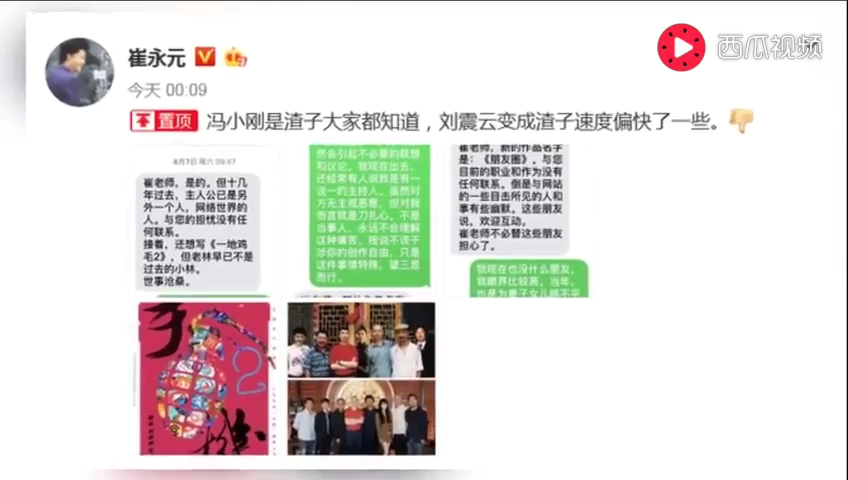 西瓜视频
崔永元
今天 00:09
置顶 冯小刚是渣子大家都知道，刘震云变成渣子速度偏快了一些。
崔老师，是的。但十几
年过去，主人公已是另
外一个人，网络世界的
人。与您的担忧没有任
何联系。
接着，还想写《一地鸡
毛2》，但老林早已不是
过去的小林。
世事沧桑。
然会引起不必要的联想
和议论。我现在出去，
还经常有人说我是有一
说一的主持人。虽然对
方无主观恶意，但对我
而言就是刀扎心。不是
当事人，永远不会理解
这种痛苦。按说不该干
涉你的创作自由，只是
这件事情特殊，望三思
而行。
崔老师，新的作品名字
是：《朋友圈》。与您
目前的职业和作为没有
任何联系。倒是与网站
的一些目击所见的人和
事有些幽默。这些朋友
说，欢迎互动。
崔老师不必替这些朋友
担心了。
我现在也没什么朋友，
我眼界比较高，当年，
手
2
机